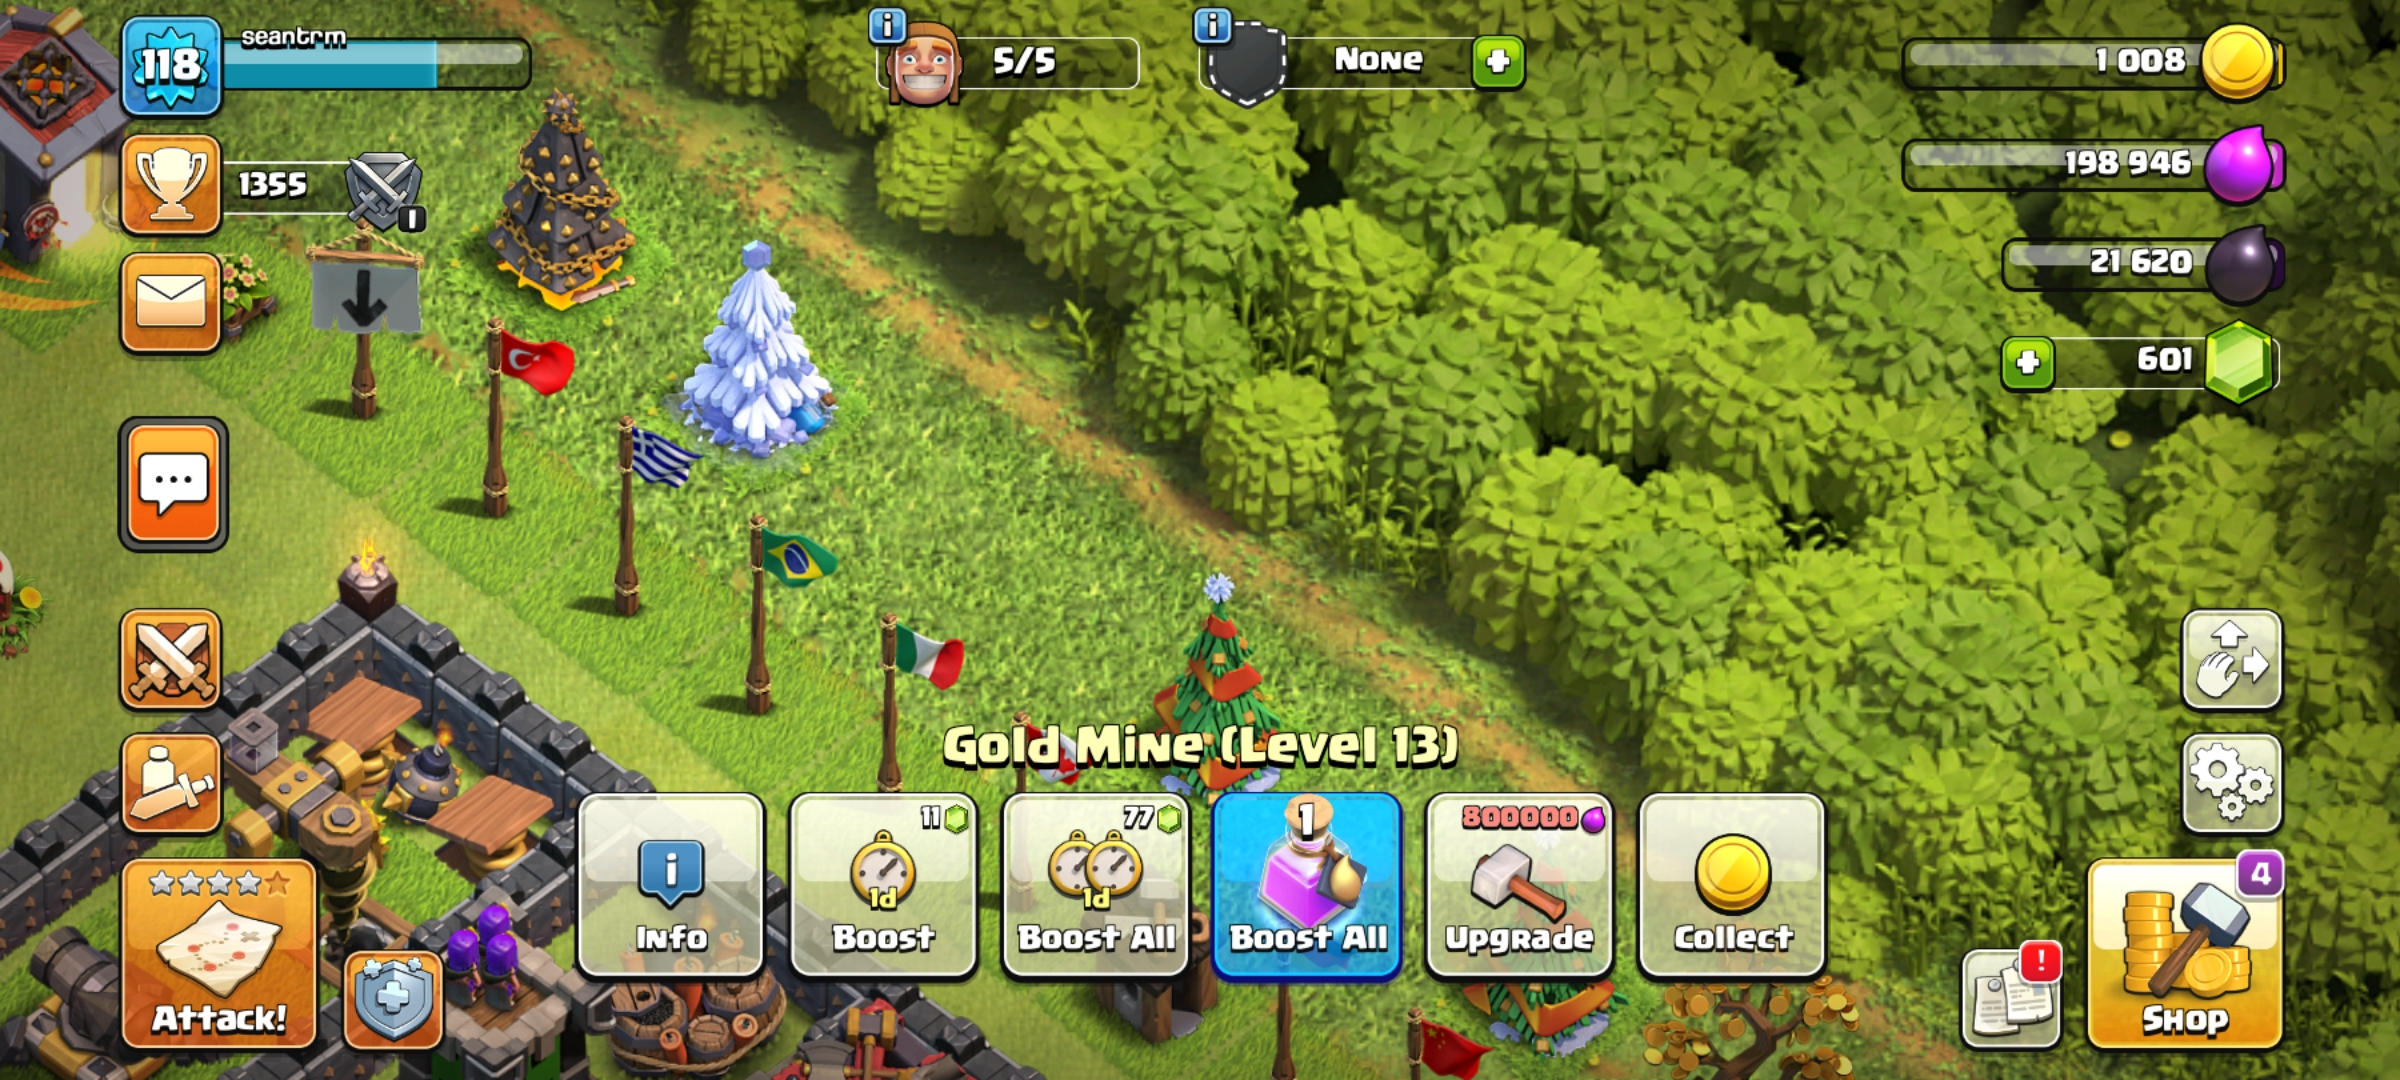 118
seantrm
5/5
None
1 008
1355
I
198 946
21 620
601
Gold Mine (Level 13)
i
Info
11
1d
Boost
77
1d
Boost All
1
Boost All
800000
Upgrade
Collect
Attack!
!
4
Shop